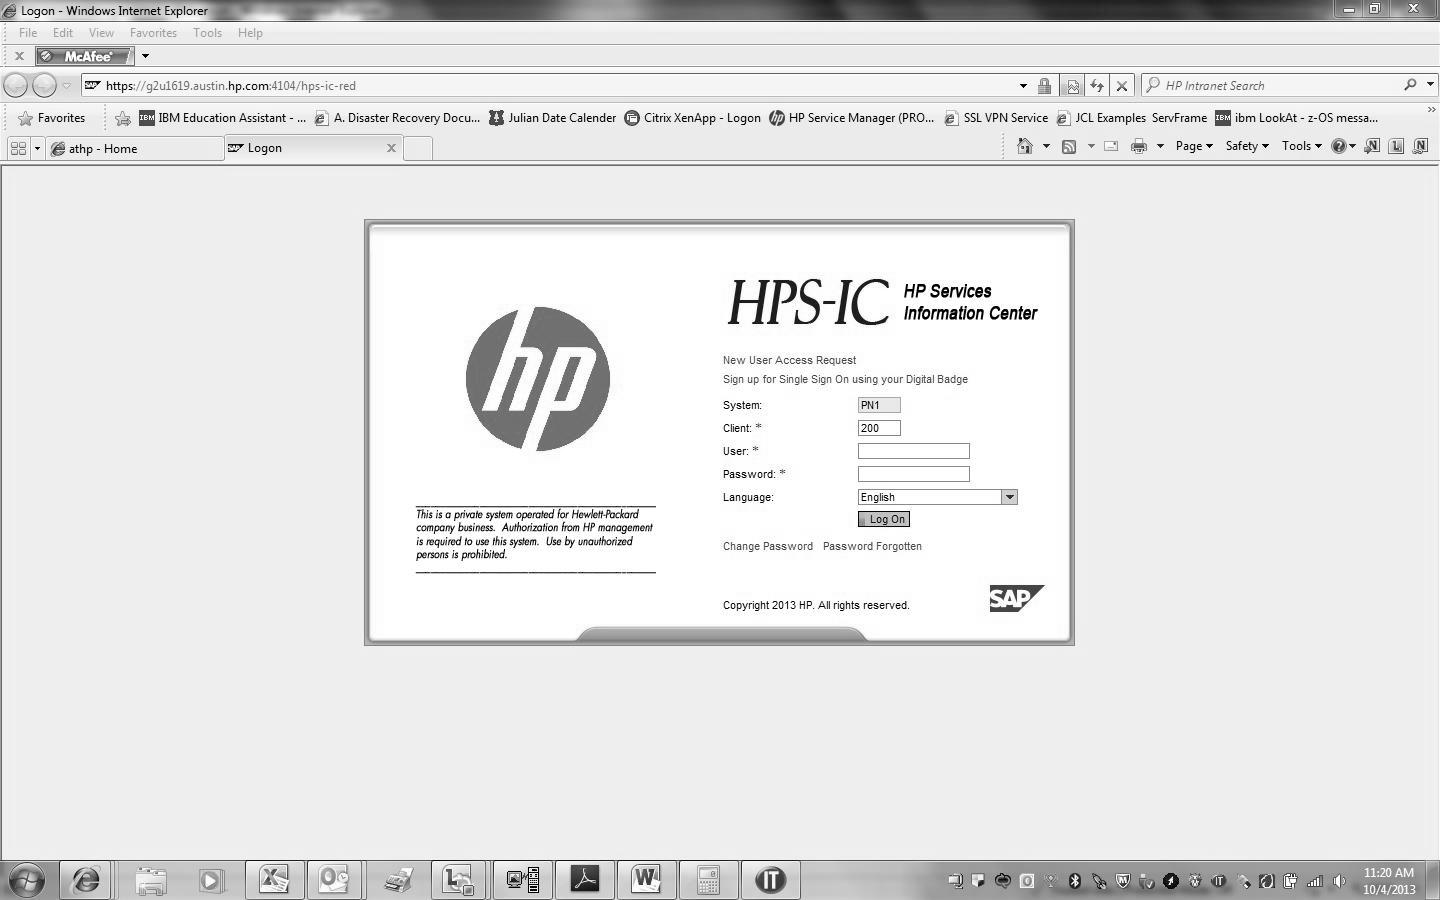 Logon - Windows Internet Explorer
File Edit View Favorites Tools Help
x McAfee
https://g2u1619.austin.hp.com:4104/hps-ic-red HP Intranet Search
Favorites IBM Education Assistant - ... A. Disaster Recovery Docu... Julian Date Calender Citrix XenApp - Logon HP Service Manager (PRO... SSL VPN Service JCL Examples ServFrame ibm LookAt - z-OS messa... »
athp - Home Logon x Page Safety Tools
HPS-IC HP Services
Information Center
hp
New User Access Request
Sign up for Single Sign On using your Digital Badge
System: PN1
Client: * 200
User: *
Password: *
Language: English
Log On
This is a private system operated for Hewlett-Packard
company business. Authorization from HP management
is required to use this system. Use by unauthorized
persons is prohibited.
Change Password Password Forgotten
SAP
Copyright 2013 HP. All rights reserved.
11:20 AM
10/4/2013